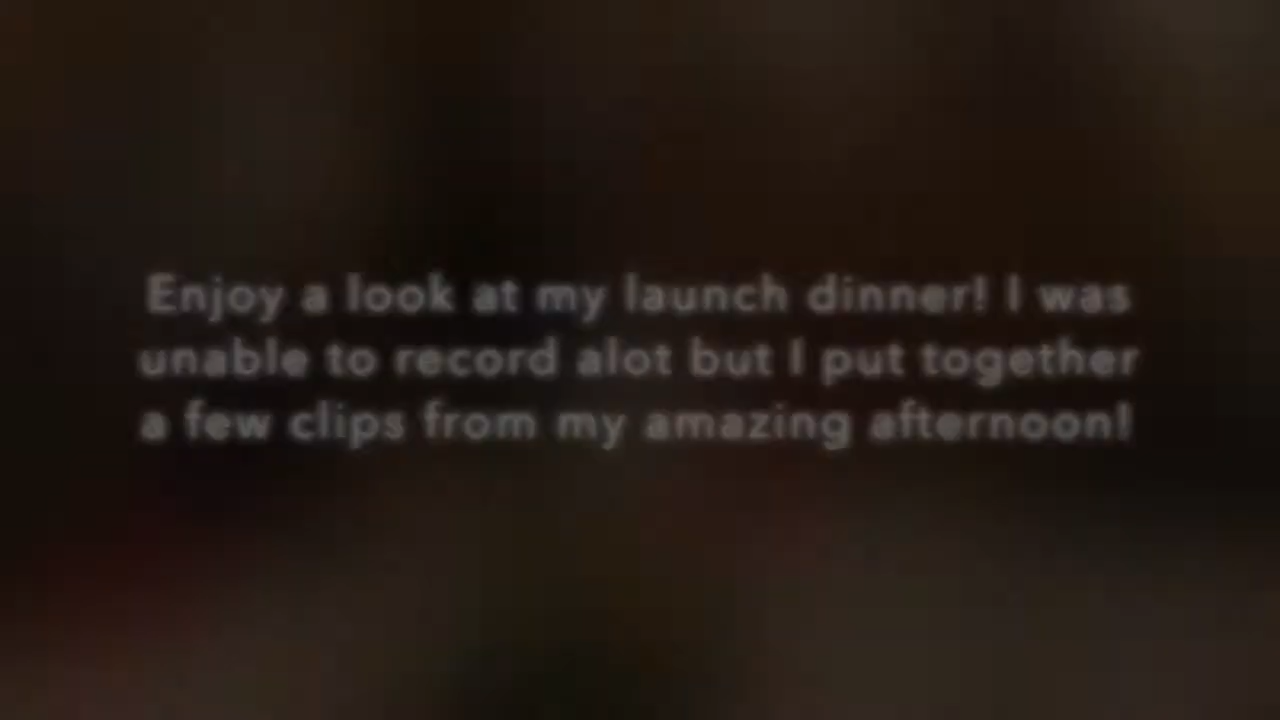 Enjoy a look at my launch dinner! I was
unable to record alot but I put together
a few clips from my amazing afternoon!